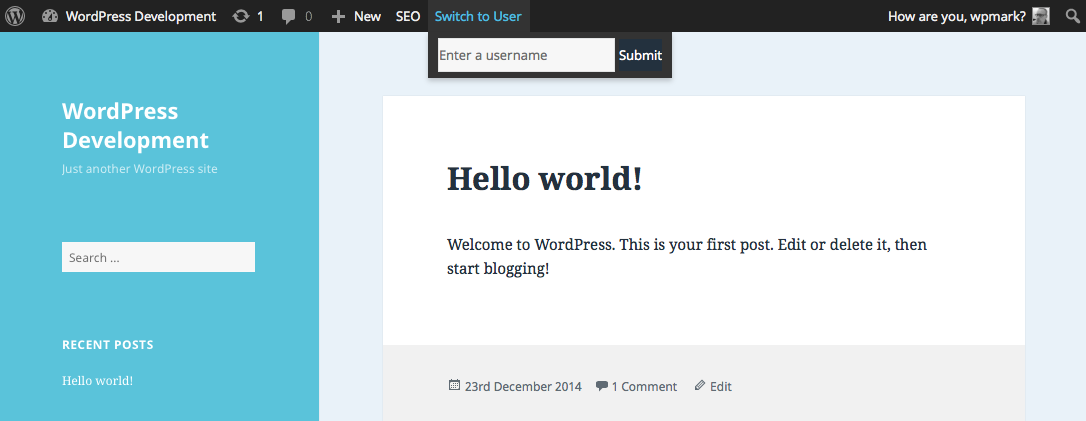 WordPress Development 1 0 New SEO Switch to User How are you, wpmark?
Enter a username Submit
WordPress
Development
Just another WordPress site
Search ...
RECENT POSTS
Hello world!
Hello world!
Welcome to WordPress. This is your first post. Edit or delete it, then
start blogging!
23rd December 2014 1 Comment Edit